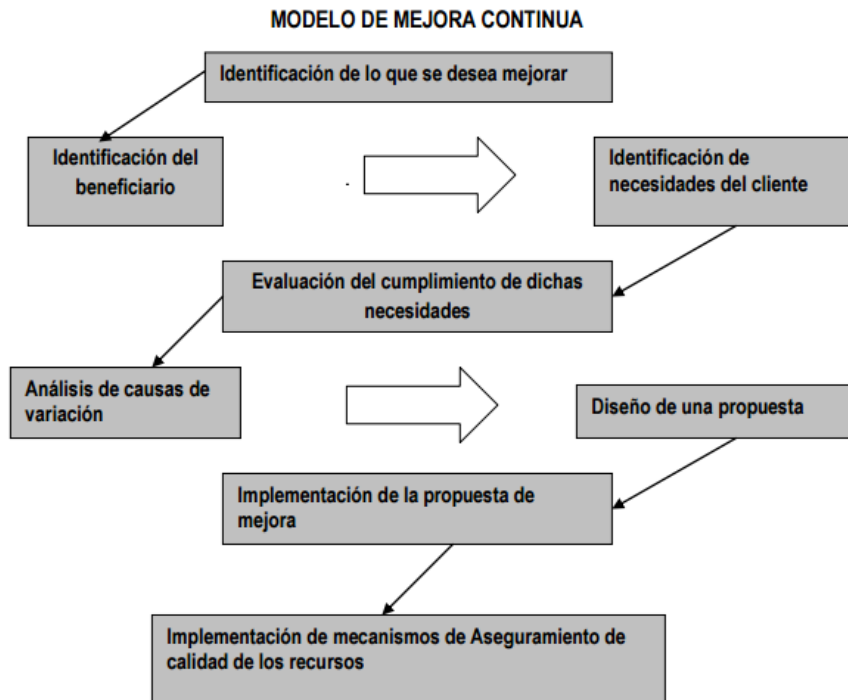 MODELO DE MEJORA CONTINUA
Identificación de lo que se desea mejorar
Identificación del
beneficiario
.
Identificación de
necesidades del cliente
Evaluación del cumplimiento de dichas
necesidades
Análisis de causas de
variación
Diseño de una propuesta
Implementación de la propuesta de
mejora
Implementación de mecanismos de Aseguramiento de
calidad de los recursos